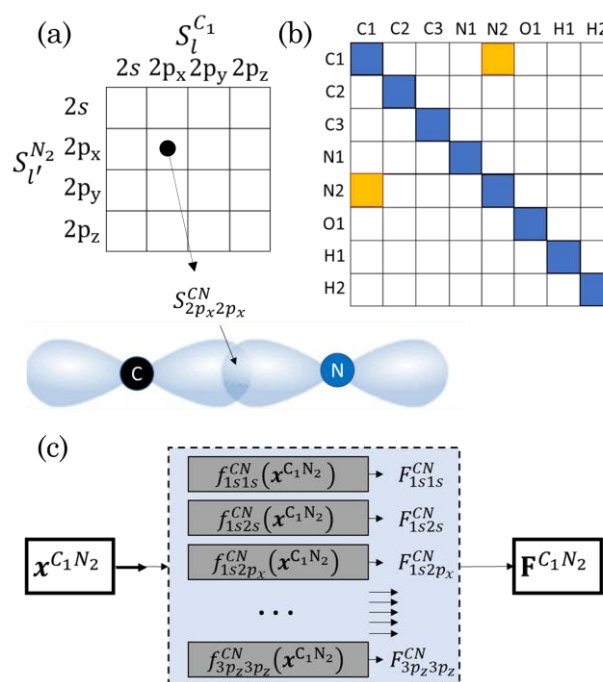 (a)
S_l^{C_1}
2s 2p_x 2p_y 2p_z
2s
S_{l'}^{N_2}
2p_x
2p_y
2p_z
S_{2p_x2p_x}^{CN}
C
N
(b)
C1 C2 C3 N1 N2 O1 H1 H2
C1
C2
C3
N1
N2
O1
H1
H2
(c)
x^{C_1N_2}
f_{1s1s}^{CN}(x^{C_1N_2}) F_{1s1s}^{CN}
f_{1s2s}^{CN}(x^{C_1N_2}) F_{1s2s}^{CN}
f_{1s2p_x}^{CN}(x^{C_1N_2}) F_{1s2p_x}^{CN}
...
f_{3p_z3p_z}^{CN}(x^{C_1N_2}) F_{3p_z3p_z}^{CN}
F^{C_1N_2}